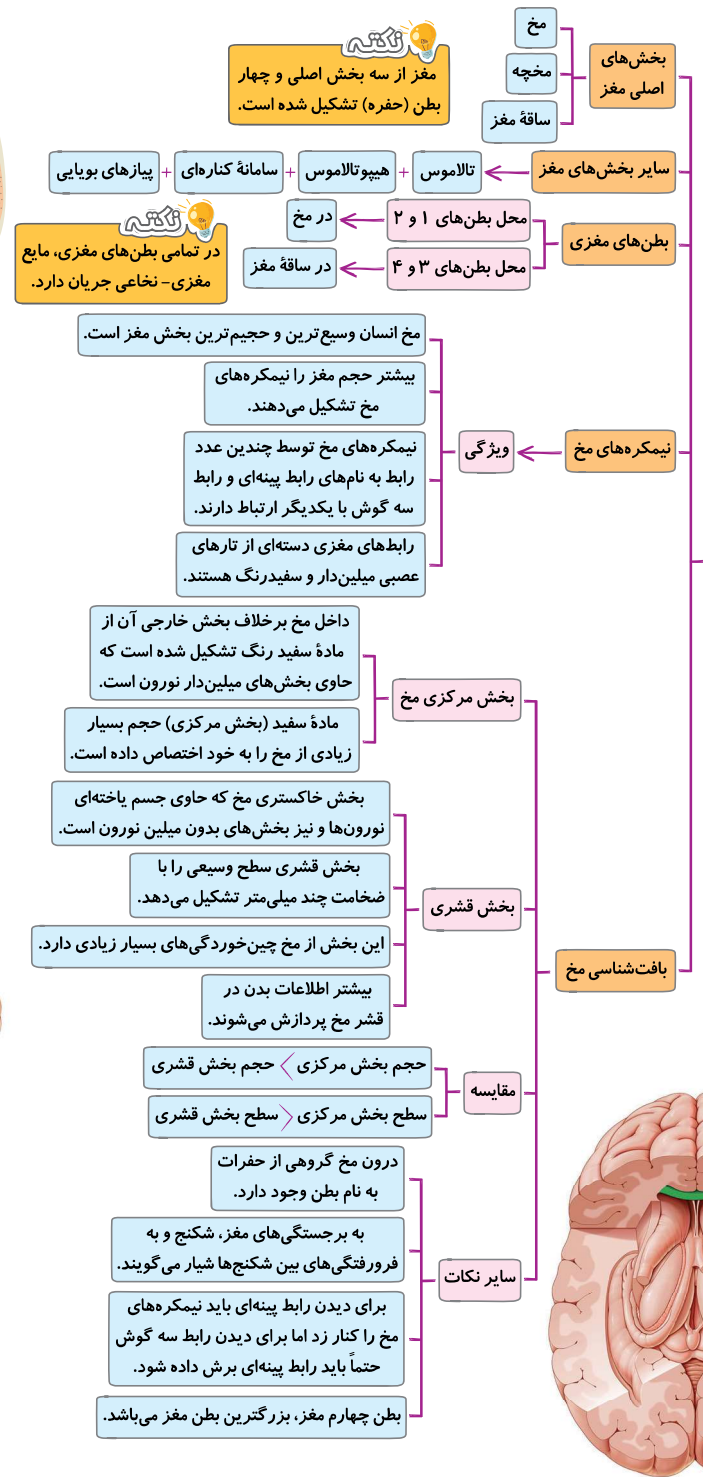 بخش‌های
اصلی مغز
مخ
مخچه
ساقهٔ مغز
نکته
مغز از سه بخش اصلی و چهار
بطن (حفره) تشکیل شده است.
سایر بخش‌های مغز
تالاموس + هیپوتالاموس + سامانهٔ کناره‌ای + پیازهای بویایی
بطن‌های مغزی
محل بطن‌های ۱ و ۲
در مخ
محل بطن‌های ۳ و ۴
در ساقهٔ مغز
نکته
در تمامی بطن‌های مغزی، مایع
مغزی- نخاعی جریان دارد.
نیمکره‌های مخ
ویژگی
مخ انسان وسیع‌ترین و حجیم‌ترین بخش مغز است.
بیشتر حجم مغز را نیمکره‌های
مخ تشکیل می‌دهند.
نیمکره‌های مخ توسط چندین عدد
رابط به نام‌های رابط پینه‌ای و رابط
سه گوش با یکدیگر ارتباط دارند.
رابط‌های مغزی دسته‌ای از تارهای
عصبی میلین‌دار و سفیدرنگ هستند.
بافت‌شناسی مخ
بخش مرکزی مخ
داخل مخ برخلاف بخش خارجی آن از
مادهٔ سفید رنگ تشکیل شده است که
حاوی بخش‌های میلین‌دار نورون است.
مادهٔ سفید (بخش مرکزی) حجم بسیار
زیادی از مخ را به خود اختصاص داده است.
بخش قشری
بخش خاکستری مخ که حاوی جسم یاخته‌ای
نورون‌ها و نیز بخش‌های بدون میلین نورون است.
بخش قشری سطح وسیعی را با
ضخامت چند میلی‌متر تشکیل می‌دهد.
این بخش از مخ چین‌خوردگی‌های بسیار زیادی دارد.
بیشتر اطلاعات بدن در
قشر مخ پردازش می‌شوند.
مقایسه
حجم بخش مرکزی > حجم بخش قشری
سطح بخش مرکزی < سطح بخش قشری
سایر نکات
درون مخ گروهی از حفرات
به نام بطن وجود دارد.
به برجستگی‌های مغز، شکنج و به
فرورفتگی‌های بین شکنج‌ها شیار می‌گویند.
برای دیدن رابط پینه‌ای باید نیمکره‌های
مخ را کنار زد اما برای دیدن رابط سه گوش
حتماً باید رابط پینه‌ای برش داده شود.
بطن چهارم مغز، بزرگترین بطن مغز می‌باشد.